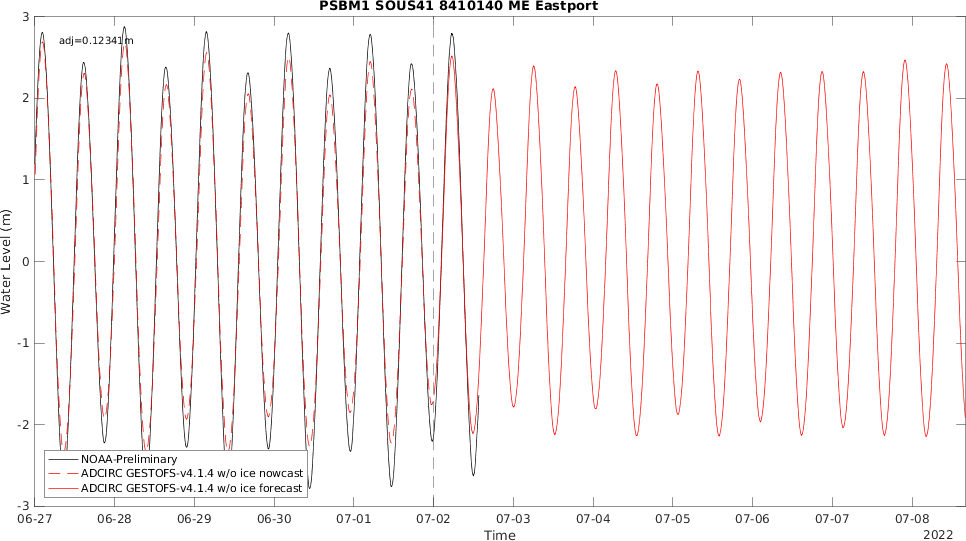 PSBM1 SOUS41 8410140 ME Eastport
adj=0.12341m
3
2
1
0
-1
-2
-3
Water Level (m)
NOAA-Preliminary
ADCIRC GESTOFS-v4.1.4 w/o ice nowcast
ADCIRC GESTOFS-v4.1.4 w/o ice forecast
06-27 06-28 06-29 06-30 07-01 07-02 07-03 07-04 07-05 07-06 07-07 07-08
Time
2022